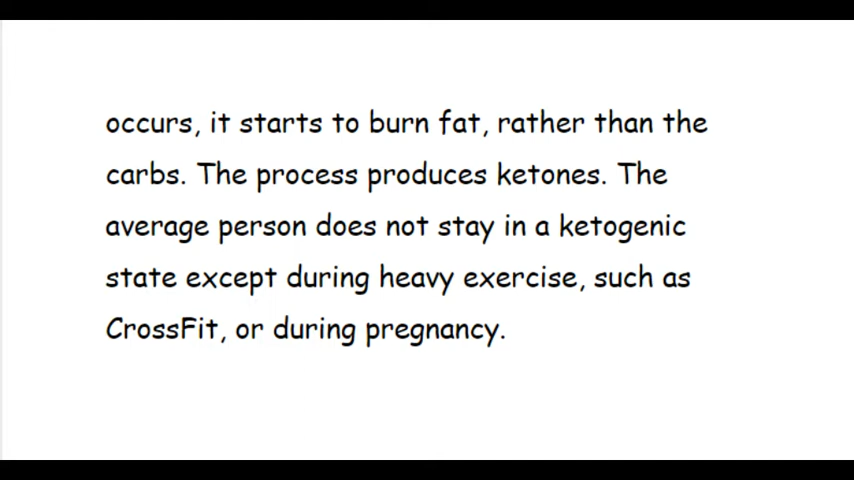 occurs, it starts to burn fat, rather than the
carbs. The process produces ketones. The
average person does not stay in a ketogenic
state except during heavy exercise, such as
CrossFit, or during pregnancy.